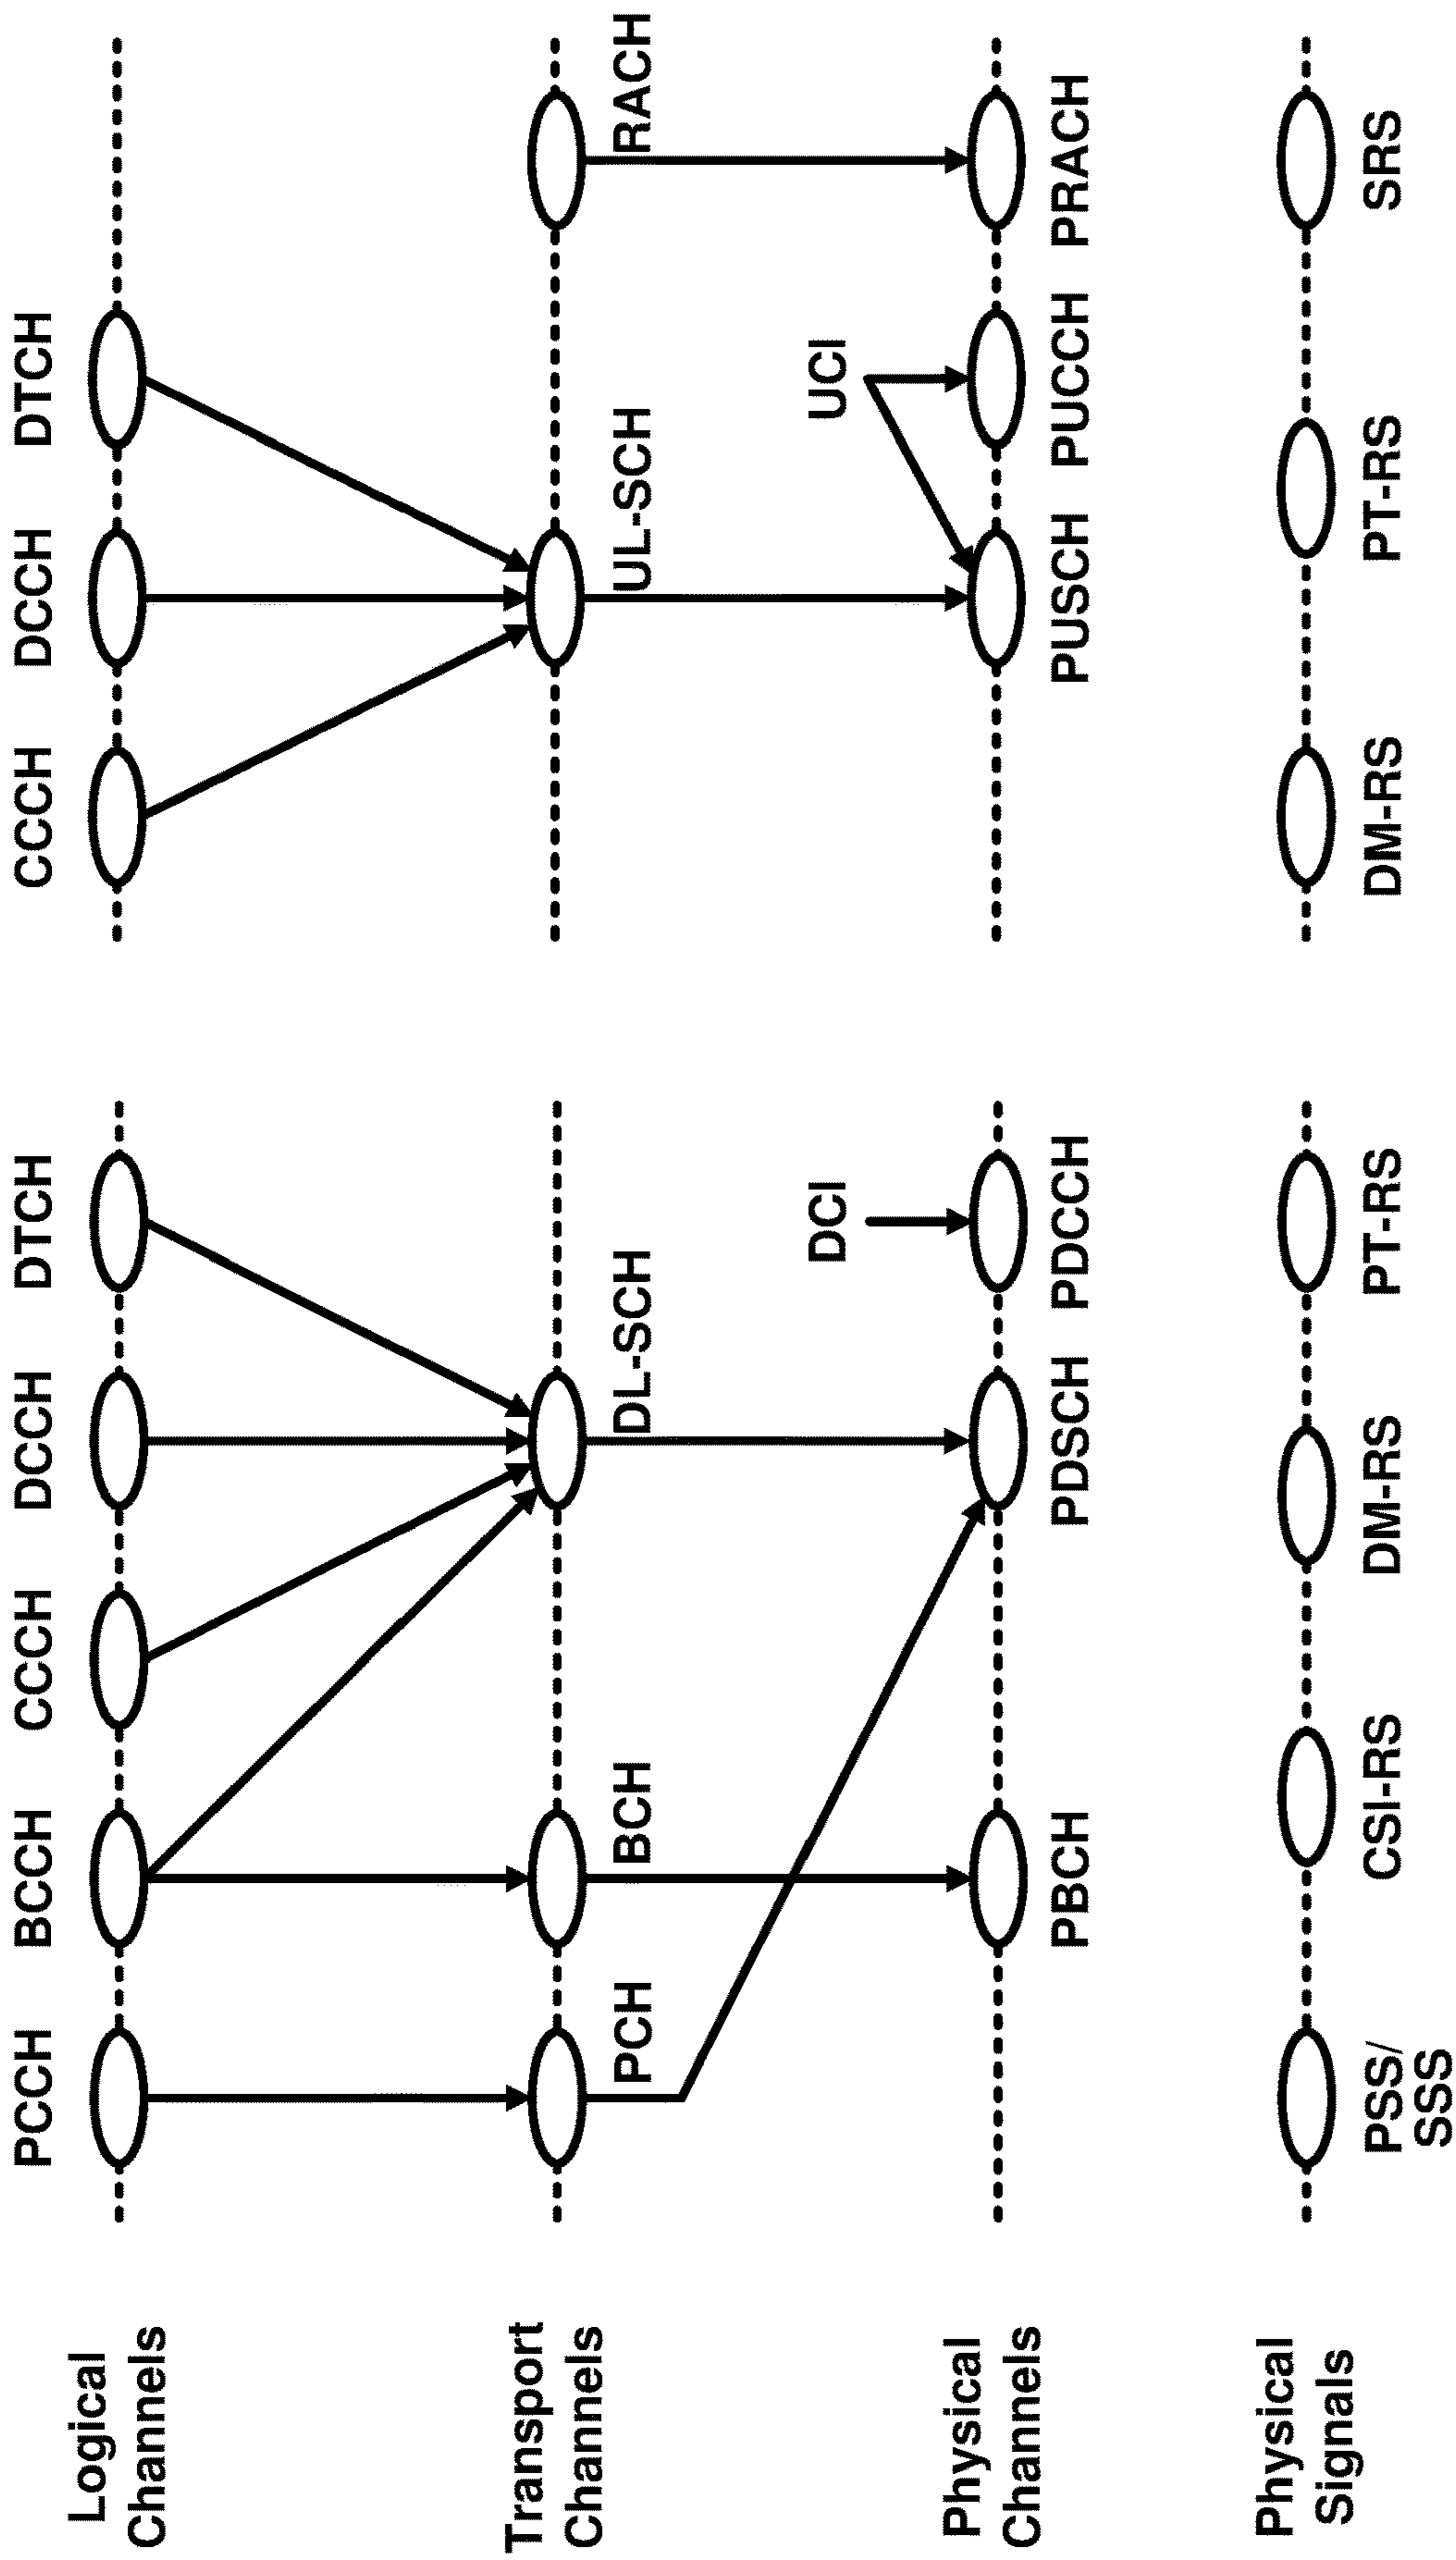 PCCH
BCCH
CCCH
DCCH
DTCH
CCCH
DCCH
DTCH
Logical
Channels
Transport
Channels
PCH
BCH
DL-SCH
UL-SCH
RACH
DCI
UCI
Physical
Channels
PBCH
PDSCH
PDCCH
PUSCH
PUCCH
PRACH
Physical
Signals
PSS/
SSS
CSI-RS
DM-RS
PT-RS
DM-RS
PT-RS
SRS